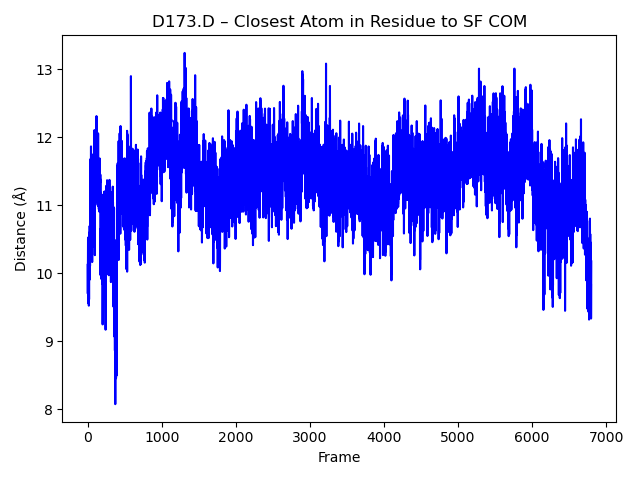 D173.D – Closest Atom in Residue to SF COM
13
12
11
10
9
8
Distance (Å)
0 1000 2000 3000 4000 5000 6000 7000
Frame